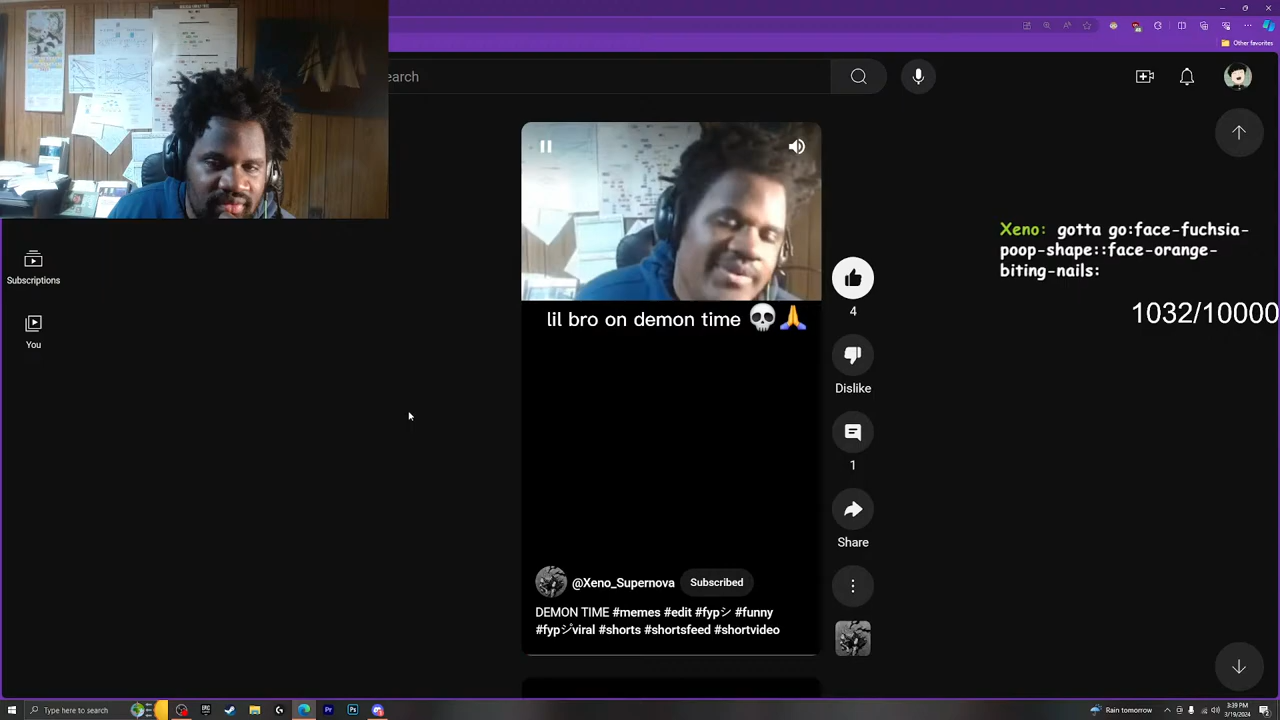 earch
Other favorites
Subscriptions
You
lil bro on demon time 💀🙏
4
Dislike
1
Share
@Xeno_Supernova
Subscribed
DEMON TIME #memes #edit #fypシ #funny
#fypジviral #shorts #shortsfeed #shortvideo
Xeno: gotta go:face-fuchsia-
poop-shape::face-orange-
biting-nails:
1032/10000
Type here to search
Rain tomorrow
3:39 PM
3/19/2024